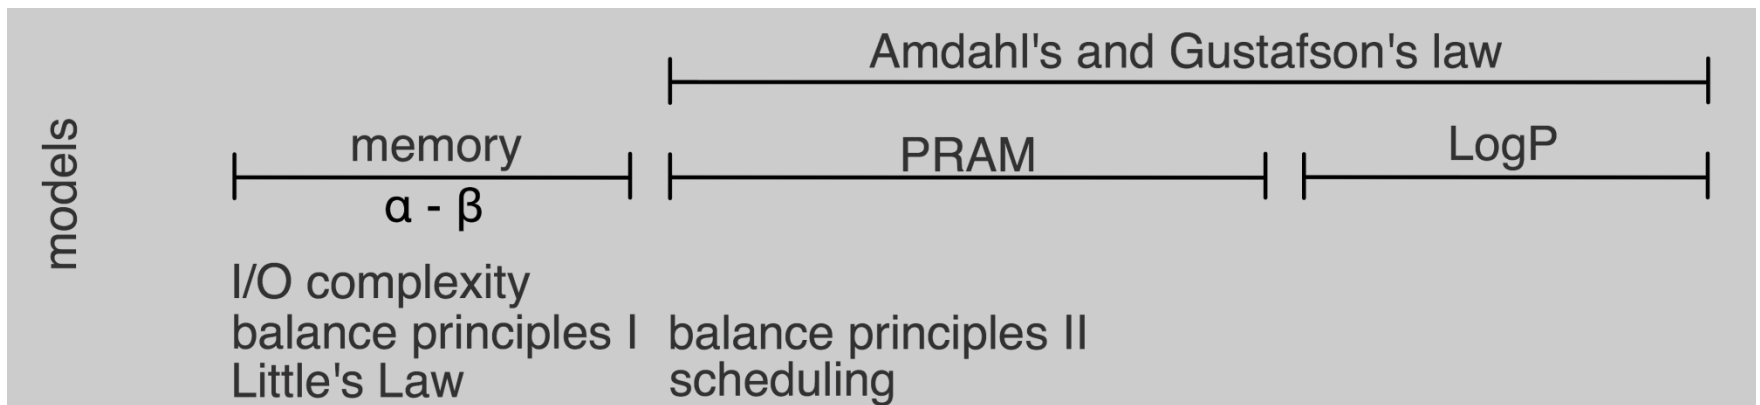 models
Amdahl's and Gustafson's law
memory
PRAM
LogP
α - β
I/O complexity
balance principles I
balance principles II
Little's Law
scheduling